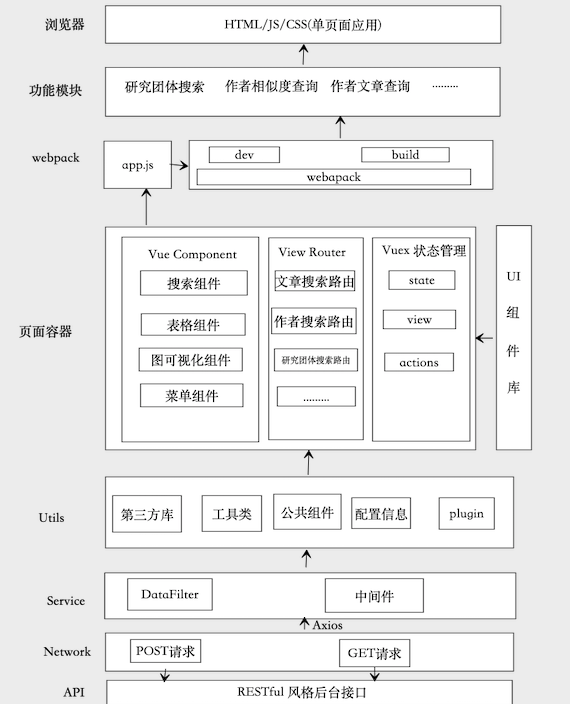 浏览器
HTML/JS/CSS(单页面应用)
功能模块
研究团体搜索 作者相似度查询 作者文章查询 ………
webpack
app.js
dev build
webapack
页面容器
Vue Component
搜索组件
表格组件
图可视化组件
菜单组件
View Router
文章搜索路由
作者搜索路由
研究团体搜索路由
………
Vuex 状态管理
state
view
actions
UI
组
件
库
Utils
第三方库 工具类 公共组件 配置信息 plugin
Service
DataFilter 中间件
Axios
Network
POST请求 GET请求
API
RESTful 风格后台接口